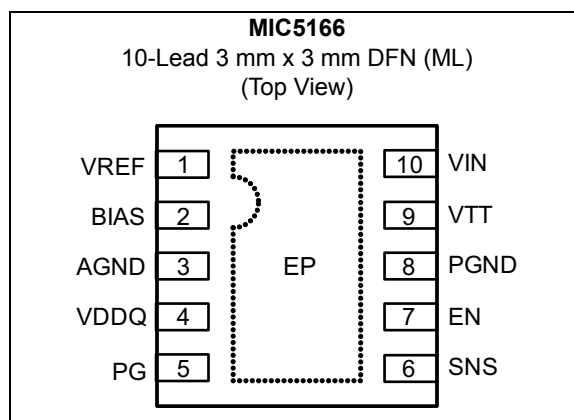 MIC5166
10-Lead 3 mm x 3 mm DFN (ML)
(Top View)
VREF 1 10 VIN
BIAS 2 9 VTT
AGND 3 EP 8 PGND
VDDQ 4 7 EN
PG 5 6 SNS